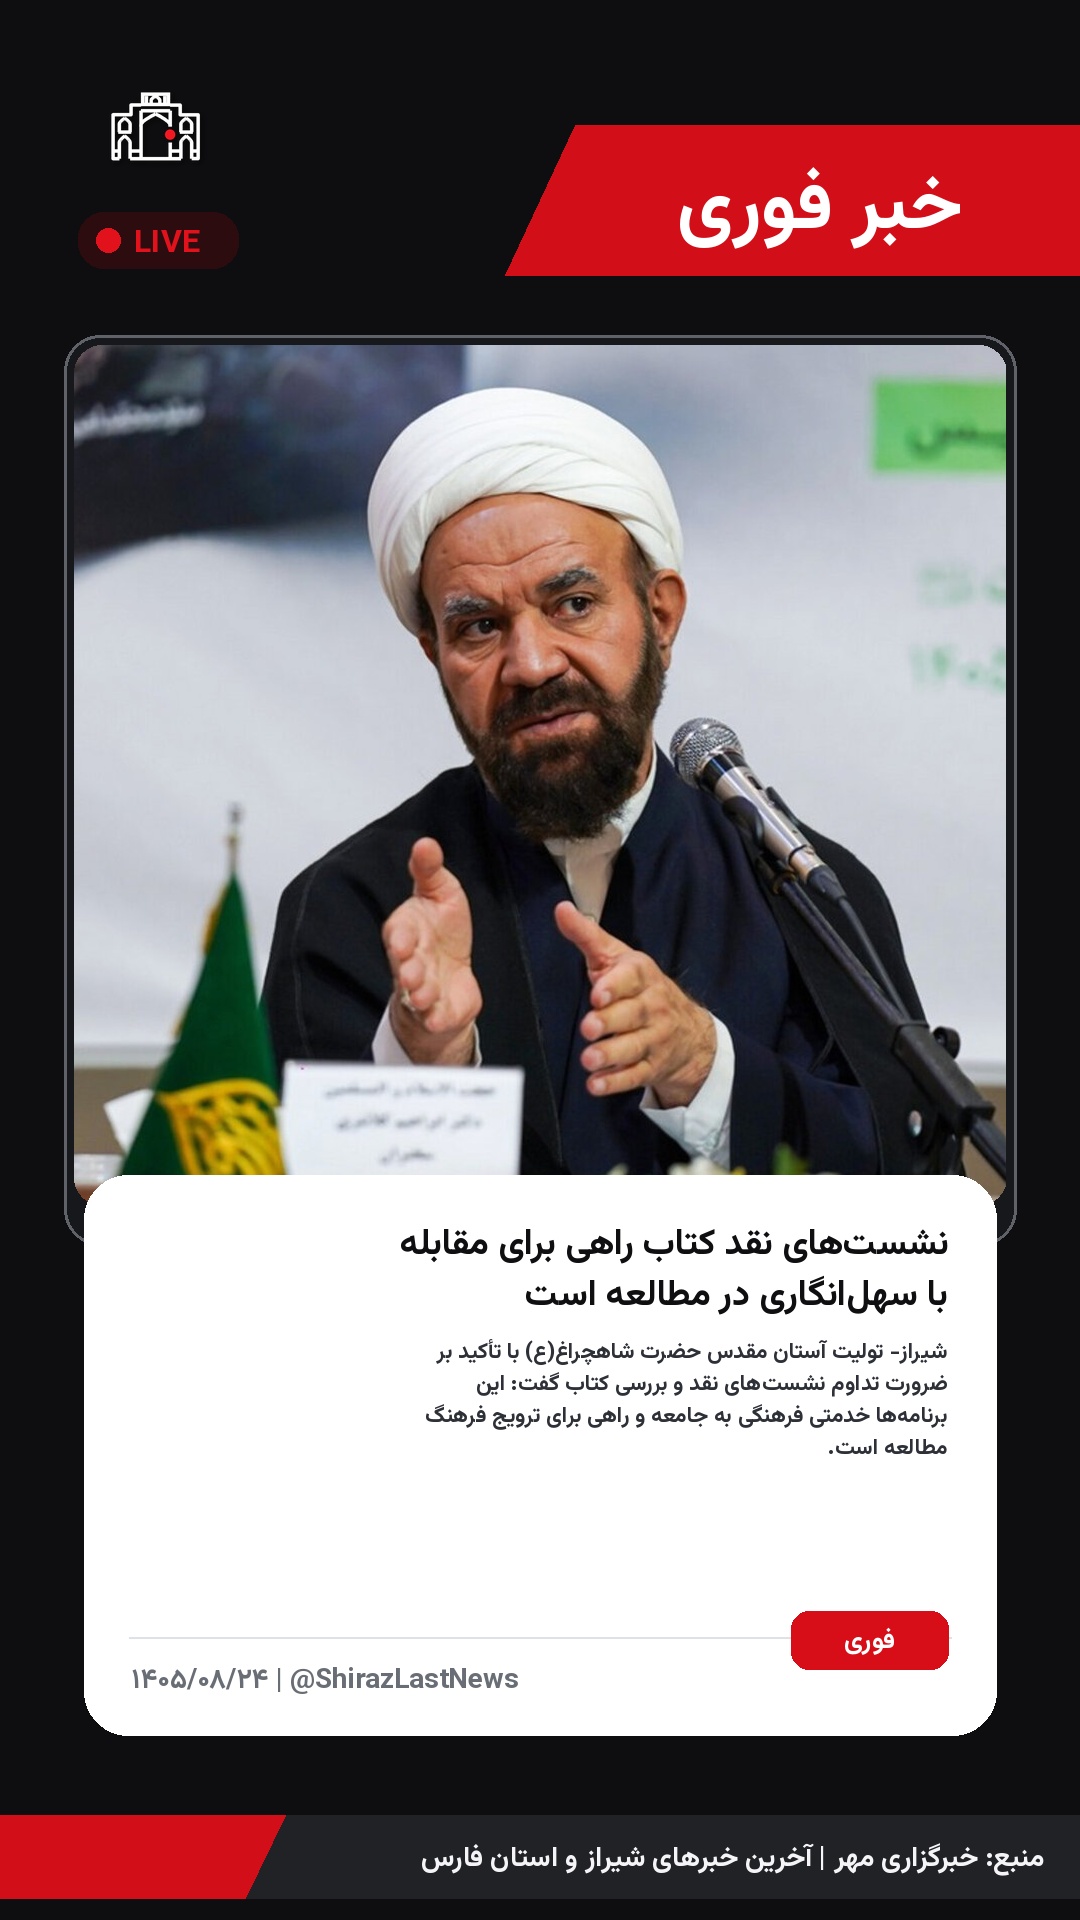 خبر فوری
LIVE
نشست‌های نقد کتاب راهی برای مقابله
با سهل‌انگاری در مطالعه است
شیراز- تولیت آستان مقدس حضرت شاهچراغ(ع) با تأکید بر
ضرورت تداوم نشست‌های نقد و بررسی کتاب گفت: این
برنامه‌ها خدمتی فرهنگی به جامعه و راهی برای ترویج فرهنگ
مطالعه است.
فوری
۱۴۰۵/۰۸/۲۴ | @ShirazLastNews
منبع: خبرگزاری مهر | آخرین خبرهای شیراز و استان فارس